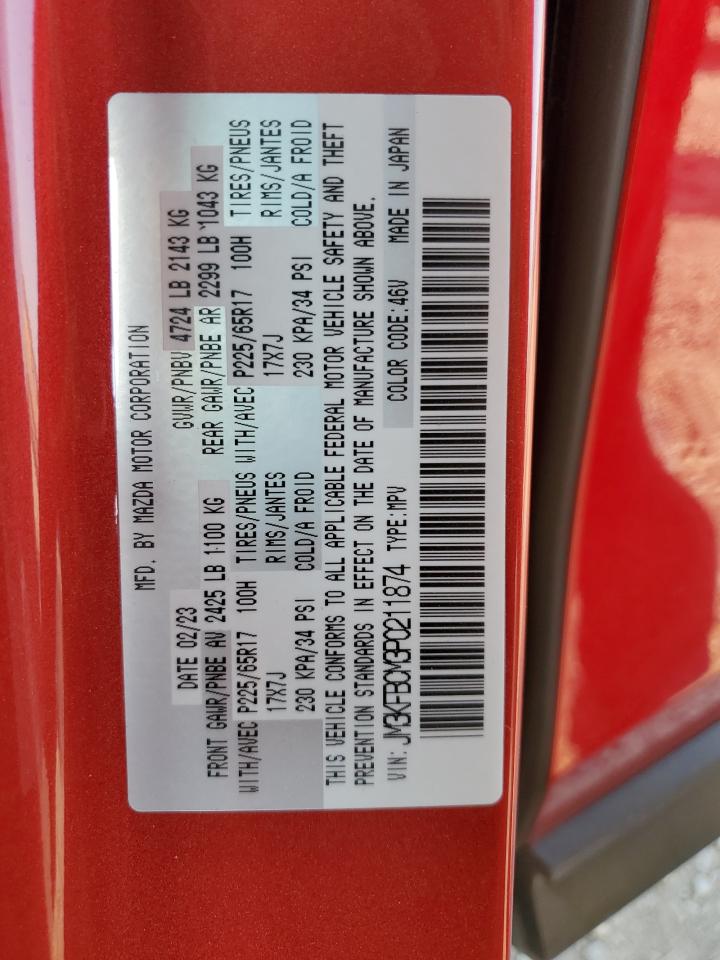 MFD. BY MAZDA MOTOR CORPORATION
DATE 02/23 GVWR/PNBV 4724 LB 2143 KG
FRONT GAWR/PNBE AV 2425 LB 1100 KG REAR GAWR/PNBE AR 2299 LB 1043 KG
WITH/AVEC P225/65R17 100H TIRES/PNEUS WITH/AVEC P225/65R17 100H TIRES/PNEUS
17X7J RIMS/JANTES 17X7J RIMS/JANTES
230 KPA/34 PSI COLD/A FROID 230 KPA/34 PSI COLD/A FROID
THIS VEHICLE CONFORMS TO ALL APPLICABLE FEDERAL MOTOR VEHICLE SAFETY AND THEFT
PREVENTION STANDARDS IN EFFECT ON THE DATE OF MANUFACTURE SHOWN ABOVE.
VIN: JM3KFBCM3P0211874 TYPE:MPV COLOR CODE:46V MADE IN JAPAN